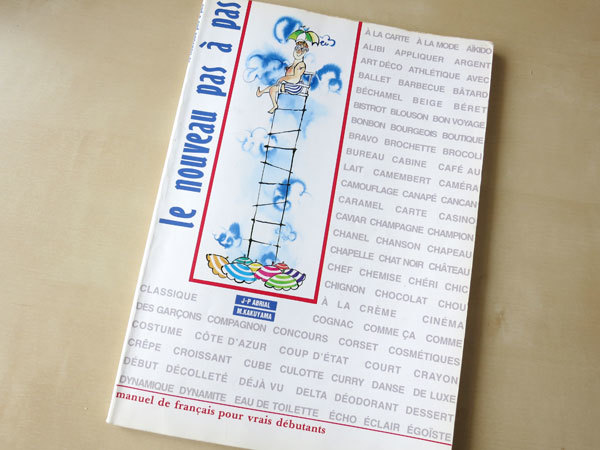 le nouveau pas à pas
À LA CARTE À LA MODE AÏKIDO
ALIBI APPLIQUER ARGENT
ART DÉCO ATHLÉTIQUE AVEC
BALLET BARBECUE BÂTARD
BÉCHAMEL BEIGE BÉRET
BISTROT BLOUSON BON VOYAGE
BONBON BOURGEOIS BOUTIQUE
BRAVO BROCHETTE BROCOLI
BUREAU CABINE CAFÉ AU
LAIT CAMEMBERT CAMÉRA
CAMOUFLAGE CANAPÉ CANCAN
CARAMEL CARTE CASINO
CAVIAR CHAMPAGNE CHAMPION
CHANEL CHANSON CHAPEAU
CHAPELLE CHAT NOIR CHÂTEAU
CHEF CHEMISE CHÉRI CHIC
CHIGNON CHOCOLAT CHOU
J-P ABRIAL
M.KAKUYAMA
CLASSIQUE À LA CRÈME CINÉMA
DES GARÇONS COMPAGNON CONCOURS COGNAC COMME ÇA COMME
COSTUME CÔTE D'AZUR COUP D'ÉTAT CORSET COSMÉTIQUES
CRÊPE CROISSANT CUBE CULOTTE CURRY COURT CRAYON
DÉBUT DÉCOLLETÉ DÉJÀ VU DELTA DÉODORANT DANSE DE LUXE
DYNAMIQUE DYNAMITE EAU DE TOILETTE ÉCHO ÉCLAIR ÉGOÏSTE DESSERT
manuel de français pour vrais débutants